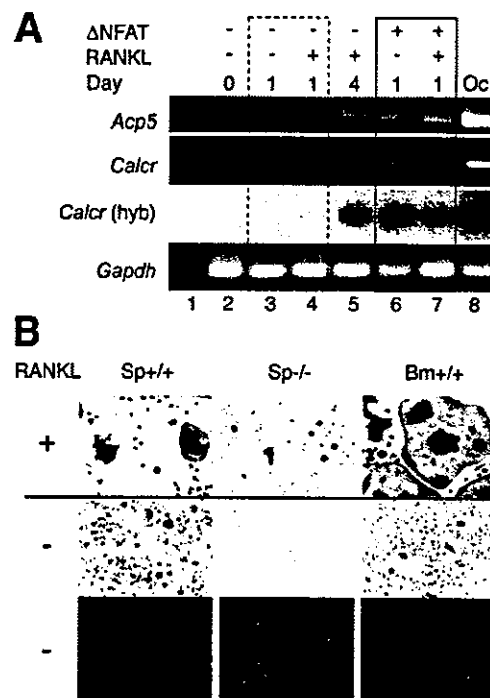 A
ΔNFAT - - - - + +
RANKL - - + + - +
Day 0 1 1 4 1 1 Oc
Acp5
Calcr
Calcr (hyb)
Gapdh
1 2 3 4 5 6 7 8
B
RANKL Sp+/+ Sp-/- Bm+/+
+
-
-